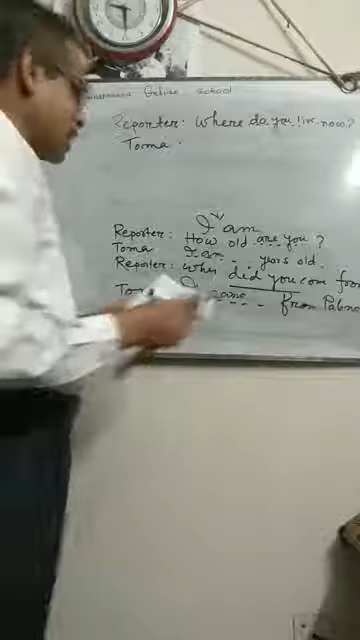 Online School
Reporter: Where do you live now?
Toma:
I am
Reporter: How old are you?
Toma I am . . years old.
Reporter: When did you come from
from Pabna